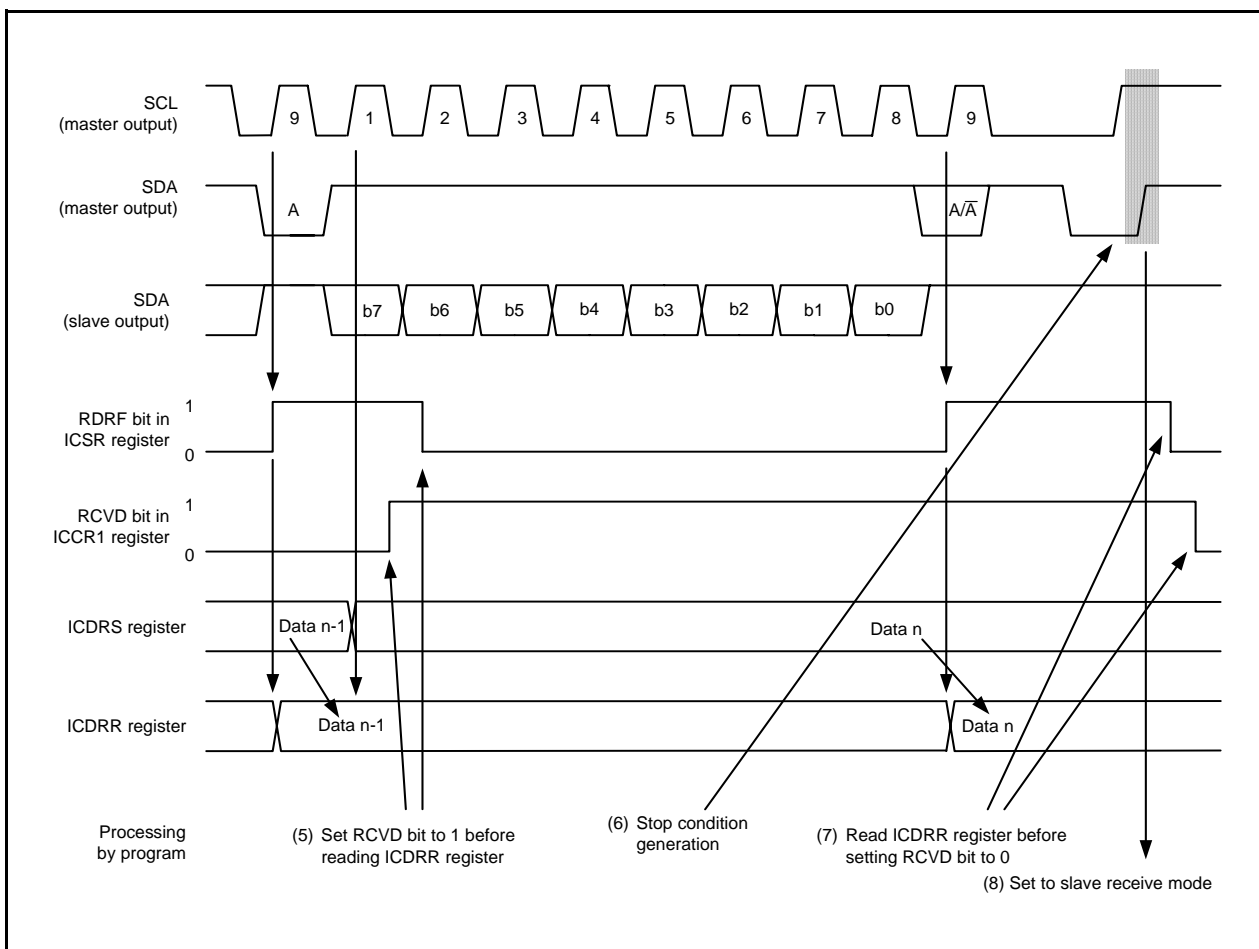 SCL
(master output)
9 1 2 3 4 5 6 7 8 9
SDA
(master output)
A A/A̅
SDA
(slave output)
b7 b6 b5 b4 b3 b2 b1 b0
RDRF bit in
ICSR register
1
0
RCVD bit in
ICCR1 register
1
0
ICDRS register
Data n-1 Data n
ICDRR register
Data n-1 Data n
Processing
by program
(5) Set RCVD bit to 1 before
reading ICDRR register
(6) Stop condition
generation
(7) Read ICDRR register before
setting RCVD bit to 0
(8) Set to slave receive mode